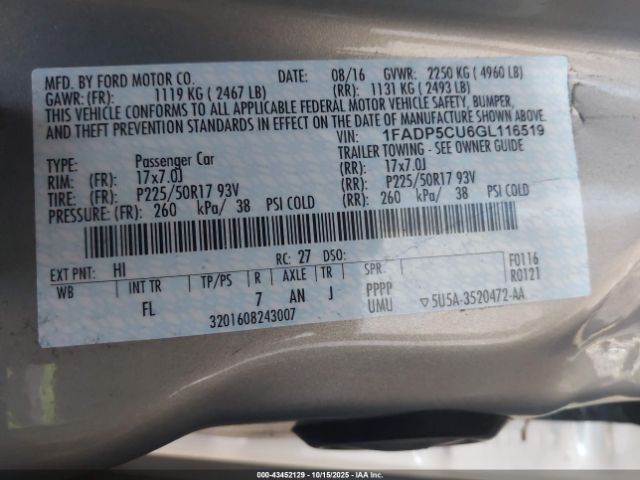 MFD. BY FORD MOTOR CO. DATE: 08/16 GVWR: 2250 KG ( 4960 LB)
GAWR: (FR): 1119 KG ( 2467 LB) (RR): 1131 KG ( 2493 LB)
THIS VEHICLE CONFORMS TO ALL APPLICABLE FEDERAL MOTOR VEHICLE SAFETY, BUMPER,
AND THEFT PREVENTION STANDARDS IN EFFECT ON THE DATE OF MANUFACTURE SHOWN ABOVE.
VIN: 1FADP5CU6GL116519
TYPE: Passenger Car TRAILER TOWING - SEE OWNER GUIDE
RIM: (FR): 17x7.0J (RR): 17x7.0J
TIRE: (FR): P225/50R17 93V (RR): P225/50R17 93V
PRESSURE: (FR): 260 kPa/ 38 PSI COLD (RR): 260 kPa/ 38 PSI COLD
EXT PNT: HI RC: 27 DSO: F0116
WB INT TR TP/PS R AXLE TR SPR R0121
FL 7 AN J PPPP
UMU ▽5U5A-3520472-AA
3201608243007
00-43452129 - 10/15/2025 - IAA, Inc.